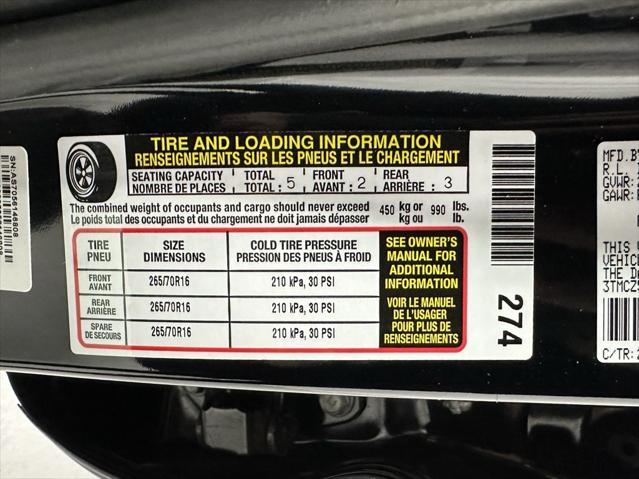 TIRE AND LOADING INFORMATION
RENSEIGNEMENTS SUR LES PNEUS ET LE CHARGEMENT
SEATING CAPACITY TOTAL FRONT REAR
NOMBRE DE PLACES TOTAL : 5 AVANT : 2 ARRIÈRE : 3
The combined weight of occupants and cargo should never exceed 450 kg or 990 lbs.
Le poids total des occupants et du chargement ne doit jamais dépasser kg ou lb.
TIRE SIZE COLD TIRE PRESSURE
PNEU DIMENSIONS PRESSION DES PNEUS À FROID
FRONT
AVANT 265/70R16 210 kPa, 30 PSI
REAR
ARRIÈRE 265/70R16 210 kPa, 30 PSI
SPARE
DE SECOURS 265/70R16 210 kPa, 30 PSI
SEE OWNER'S
MANUAL FOR
ADDITIONAL
INFORMATION
VOIR LE MANUEL
DE L'USAGER
POUR PLUS DE
RENSEIGNEMENTS
274
MFD.B
R.L.
GVWR:
GAWR:
THIS
VEHICL
THE D
3TMCZ5
C/TR: